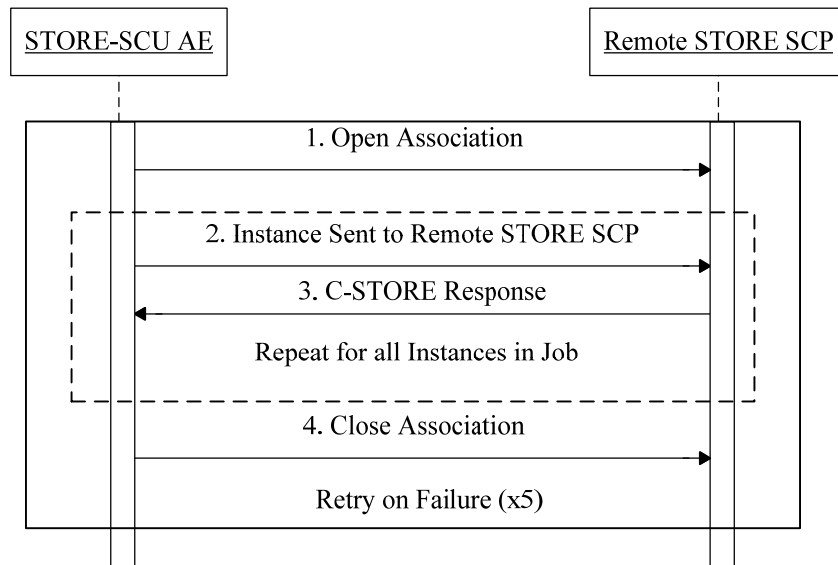 STORE-SCU AE
Remote STORE SCP
1. Open Association
2. Instance Sent to Remote STORE SCP
3. C-STORE Response
Repeat for all Instances in Job
4. Close Association
Retry on Failure (x5)